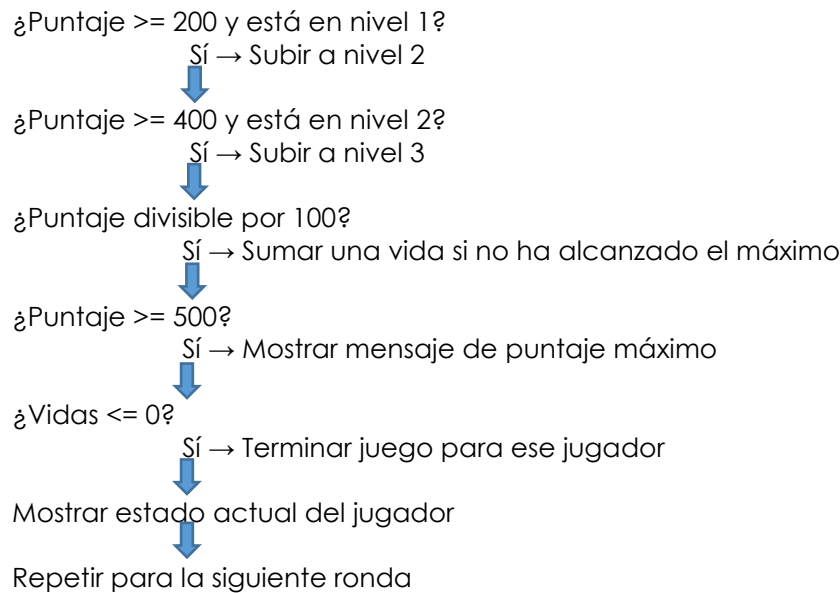 ¿Puntaje >= 200 y está en nivel 1?
Sí → Subir a nivel 2
¿Puntaje >= 400 y está en nivel 2?
Sí → Subir a nivel 3
¿Puntaje divisible por 100?
Sí → Sumar una vida si no ha alcanzado el máximo
¿Puntaje >= 500?
Sí → Mostrar mensaje de puntaje máximo
¿Vidas <= 0?
Sí → Terminar juego para ese jugador
Mostrar estado actual del jugador
Repetir para la siguiente ronda